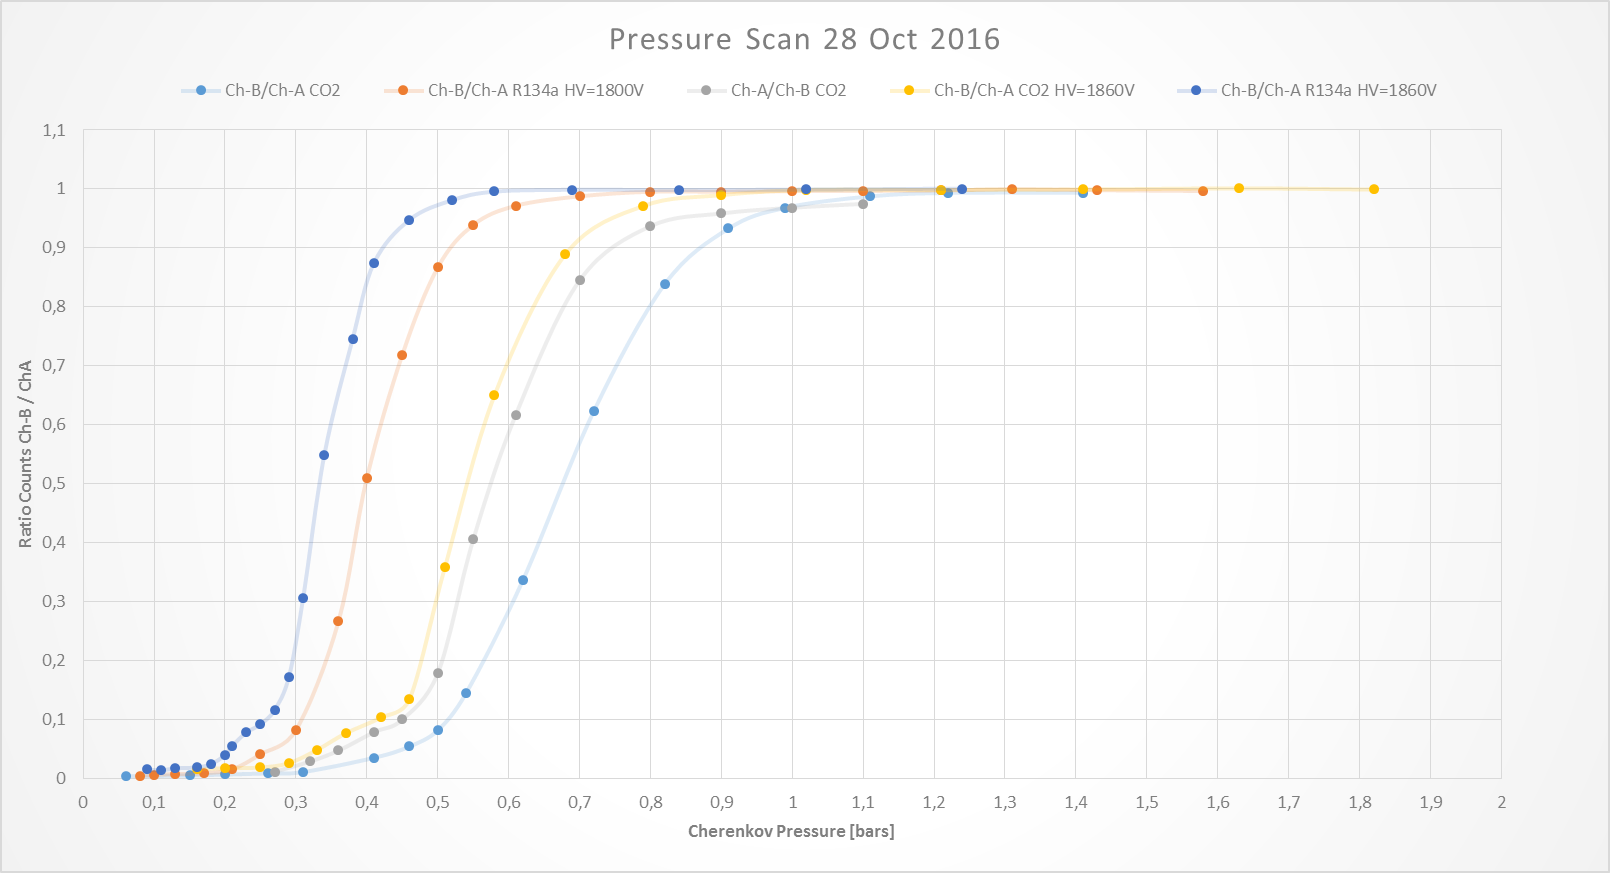 Pressure Scan 28 Oct 2016
Ch-B/Ch-A CO2 Ch-B/Ch-A R134a HV=1800V Ch-A/Ch-B CO2 Ch-B/Ch-A CO2 HV=1860V Ch-B/Ch-A R134a HV=1860V
1,1
1
0,9
0,8
0,7
0,6
0,5
0,4
0,3
0,2
0,1
0
Ratio Counts Ch-B / ChA
0 0,1 0,2 0,3 0,4 0,5 0,6 0,7 0,8 0,9 1 1,1 1,2 1,3 1,4 1,5 1,6 1,7 1,8 1,9 2
Cherenkov Pressure [bars]